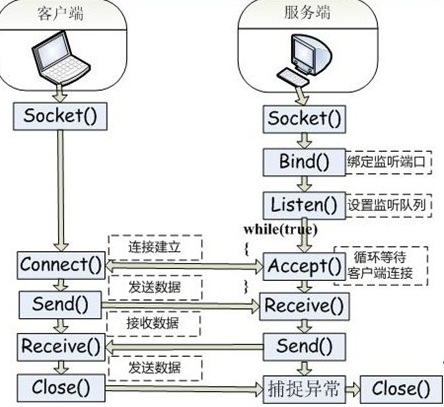 客户端
服务端
Socket()
Socket()
Bind()
绑定监听端口
Listen()
设置监听队列
while(true)
{
连接建立
Connect()
Accept()
循环等待
客户端连接
发送数据
}
Send()
Receive()
接收数据
Receive()
Send()
发送数据
Close()
捕捉异常
Close()